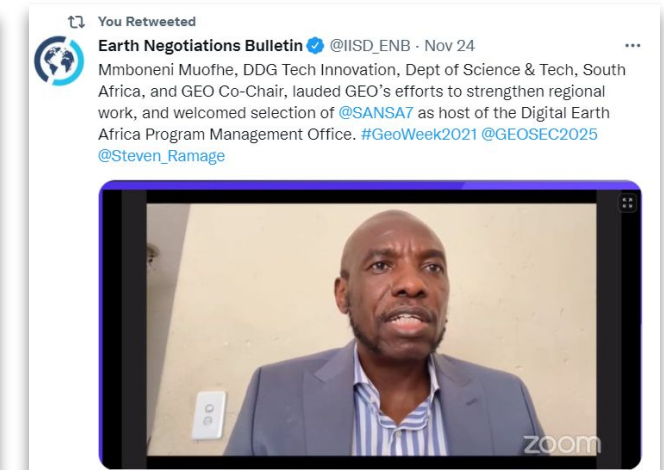 You Retweeted
Earth Negotiations Bulletin @IISD_ENB · Nov 24
Mmboneni Muofhe, DDG Tech Innovation, Dept of Science & Tech, South
Africa, and GEO Co-Chair, lauded GEO's efforts to strengthen regional
work, and welcomed selection of @SANSA7 as host of the Digital Earth
Africa Program Management Office. #GeoWeek2021 @GEOSEC2025
@Steven_Ramage
zoom